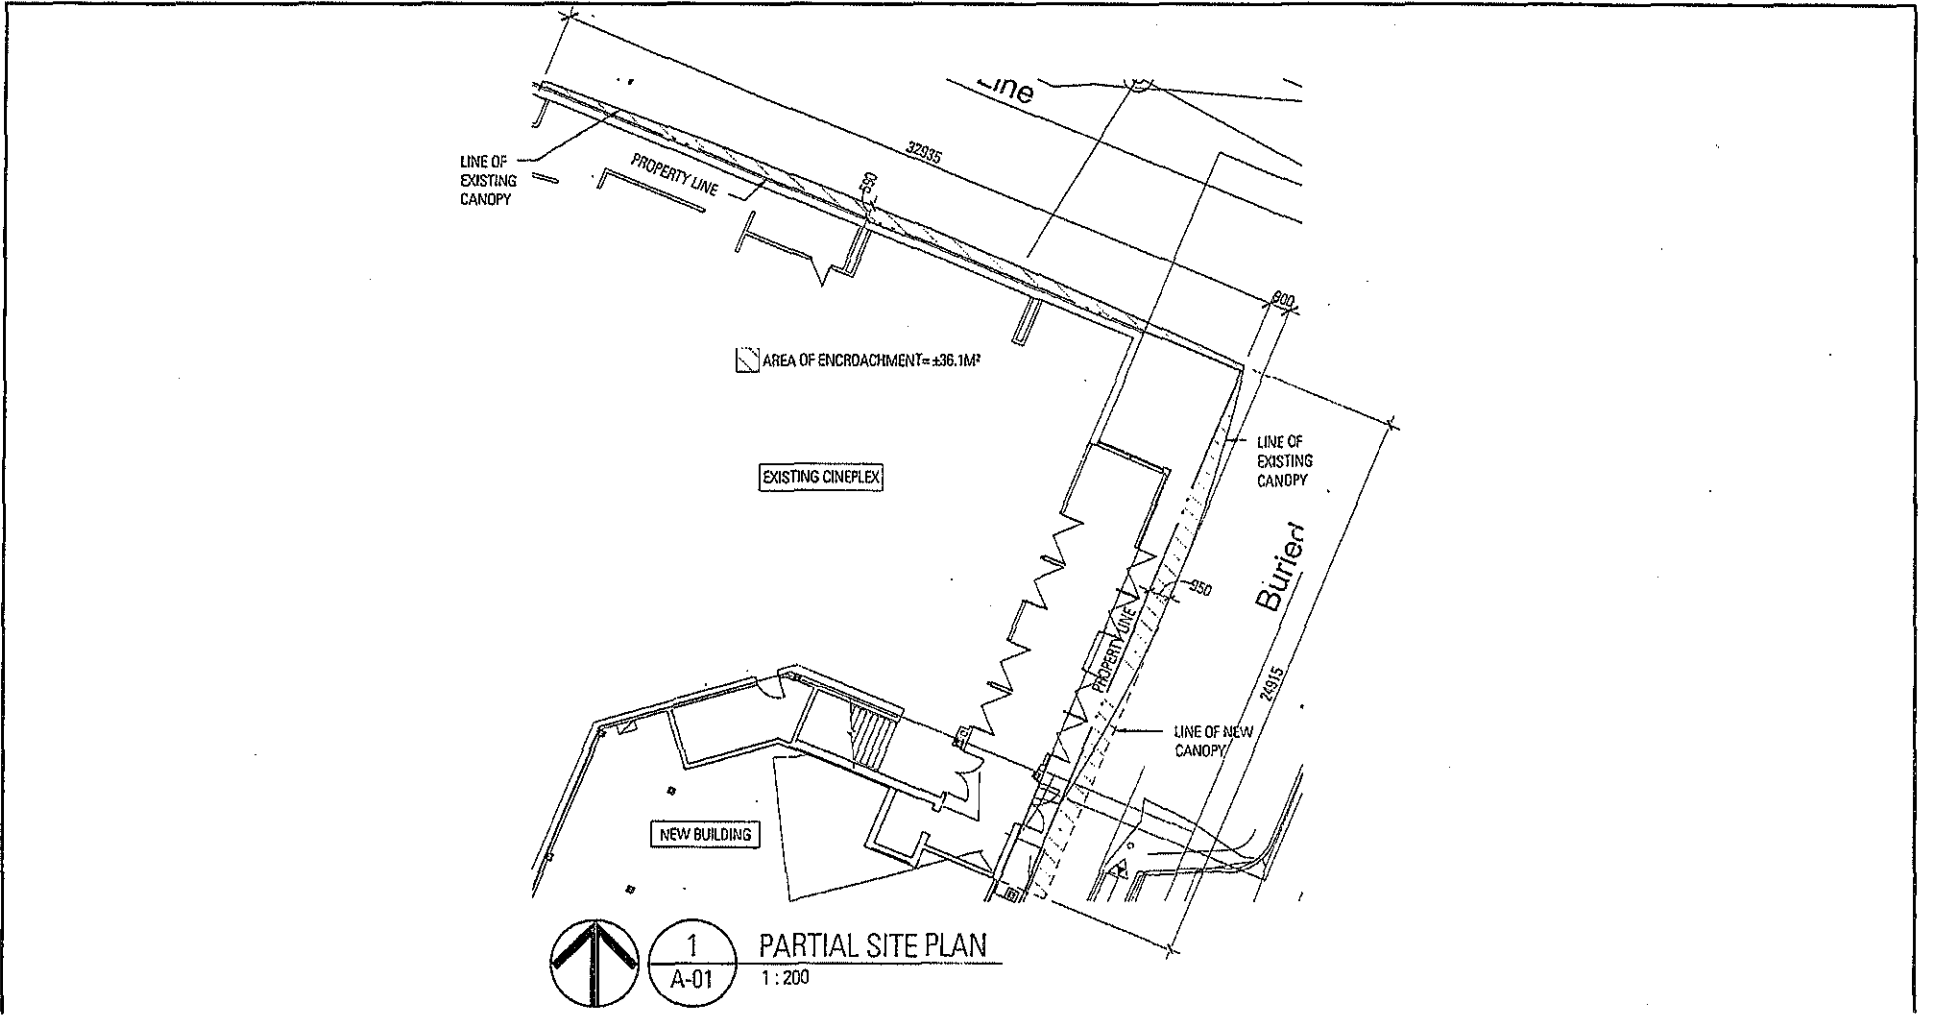 Line
32935
LINE OF
EXISTING
CANOPY
PROPERTY LINE
590
AREA OF ENCROACHMENT= ±36.1M²
EXISTING CINEPLEX
LINE OF
EXISTING
CANOPY
Buried
950
PROPERTY LINE
24915
LINE OF NEW
CANOPY
NEW BUILDING
1
A-01
PARTIAL SITE PLAN
1 : 200